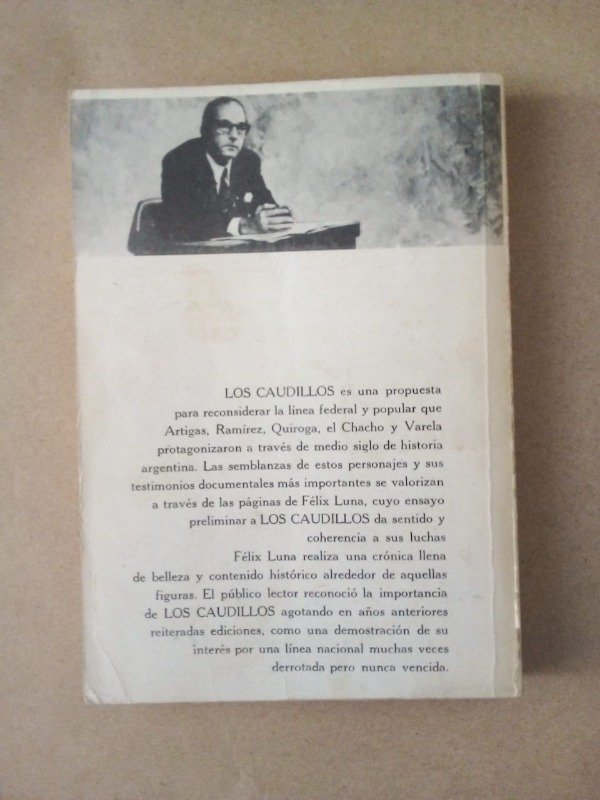 LOS CAUDILLOS es una propuesta
para reconsiderar la línea federal y popular que
Artigas, Ramírez, Quiroga, el Chacho y Varela
protagonizaron a través de medio siglo de historia
argentina. Las semblanzas de estos personajes y sus
testimonios documentales más importantes se valorizan
a través de las páginas de Félix Luna, cuyo ensayo
preliminar a LOS CAUDILLOS da sentido y
coherencia a sus luchas
Félix Luna realiza una crónica llena
de belleza y contenido histórico alrededor de aquellas
figuras. El público lector reconoció la importancia
de LOS CAUDILLOS agotando en años anteriores
reiteradas ediciones, como una demostración de su
interés por una línea nacional muchas veces
derrotada pero nunca vencida.